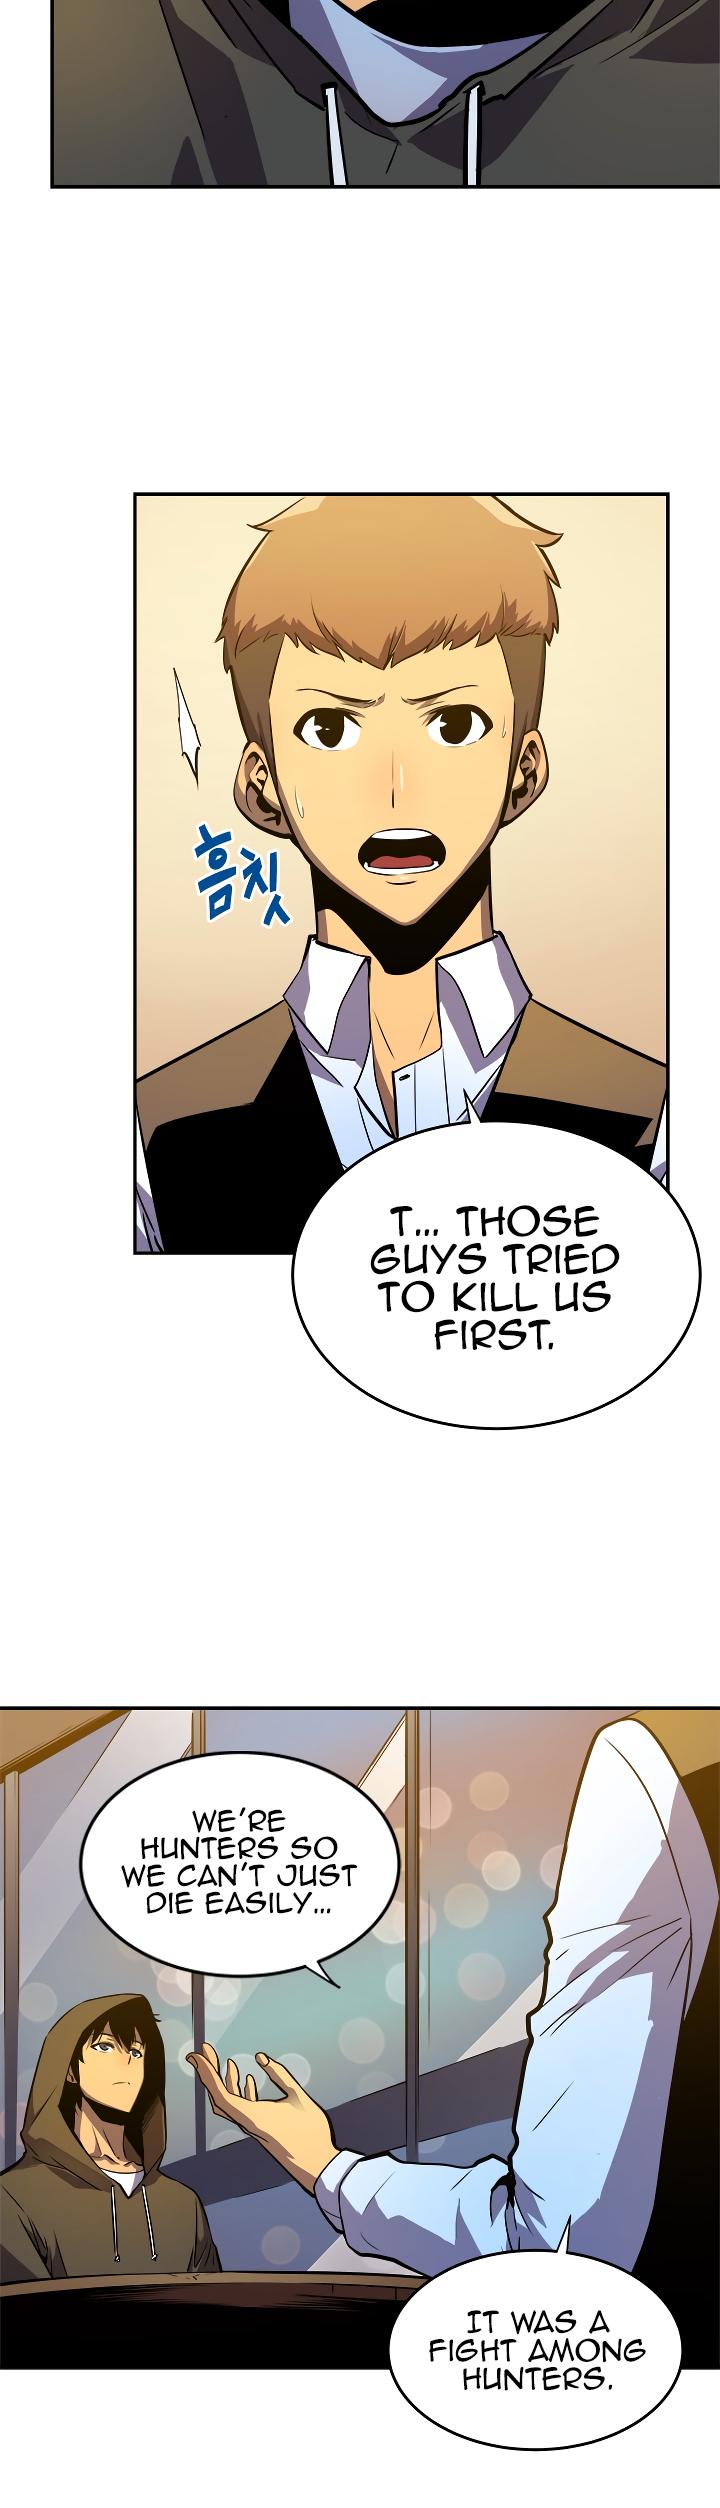 흠칫
T... THOSE
GUYS TRIED
TO KILL US
FIRST.
WE'RE
HUNTERS SO
WE CAN'T JUST
DIE EASILY...
IT WAS A
FIGHT AMONG
HUNTERS.